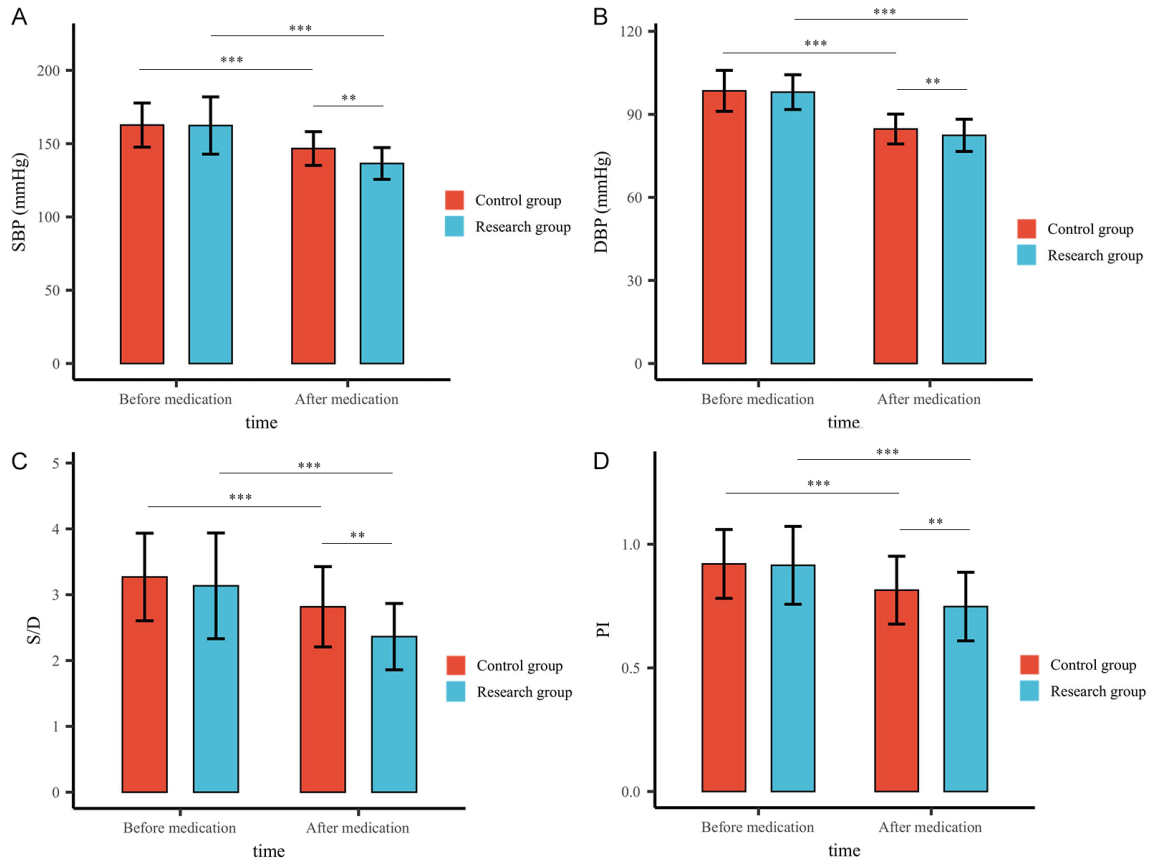 A
***
***
**
200
150
100
50
0
SBP (mmHg)
Before medication
After medication
time
Control group
Research group
B
***
***
**
120
90
60
30
0
DBP (mmHg)
Before medication
After medication
time
Control group
Research group
C
***
***
**
5
4
3
2
1
0
S/D
Before medication
After medication
time
Control group
Research group
D
***
***
**
1.0
0.5
0.0
PI
Before medication
After medication
time
Control group
Research group